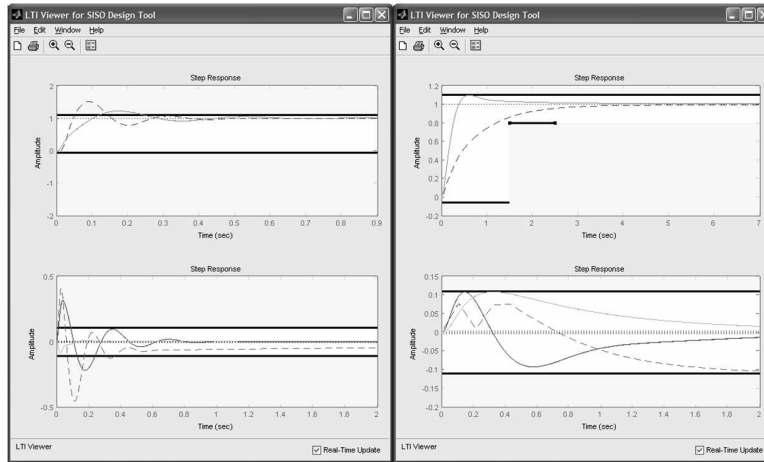 LTI Viewer for SISO Design Tool
File Edit Window Help
Step Response
2
1
0
-1
-2
Amplitude
0 0.1 0.2 0.3 0.4 0.5 0.6 0.7 0.8 0.9
Time (sec)
Step Response
0.5
0
-0.5
Amplitude
0 0.2 0.4 0.6 0.8 1 1.2 1.4 1.6 1.8 2
Time (sec)
LTI Viewer
Real-Time Update
LTI Viewer for SISO Design Tool
File Edit Window Help
Step Response
1.2
1
0.8
0.6
0.4
0.2
0
-0.2
Amplitude
0 1 2 3 4 5 6 7
Time (sec)
Step Response
0.15
0.1
0.05
0
-0.05
-0.1
-0.15
-0.2
Amplitude
0 0.2 0.4 0.6 0.8 1 1.2 1.4 1.6 1.8 2
Time (sec)
LTI Viewer
Real-Time Update